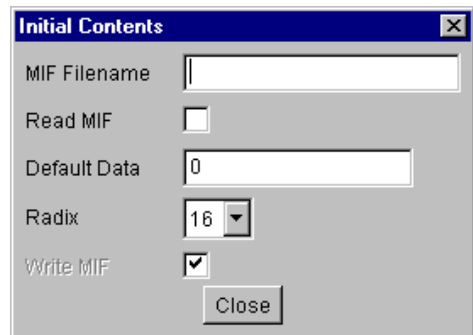 Initial Contents
MIF Filename
Read MIF
Default Data 0
Radix 16
Write MIF
Close